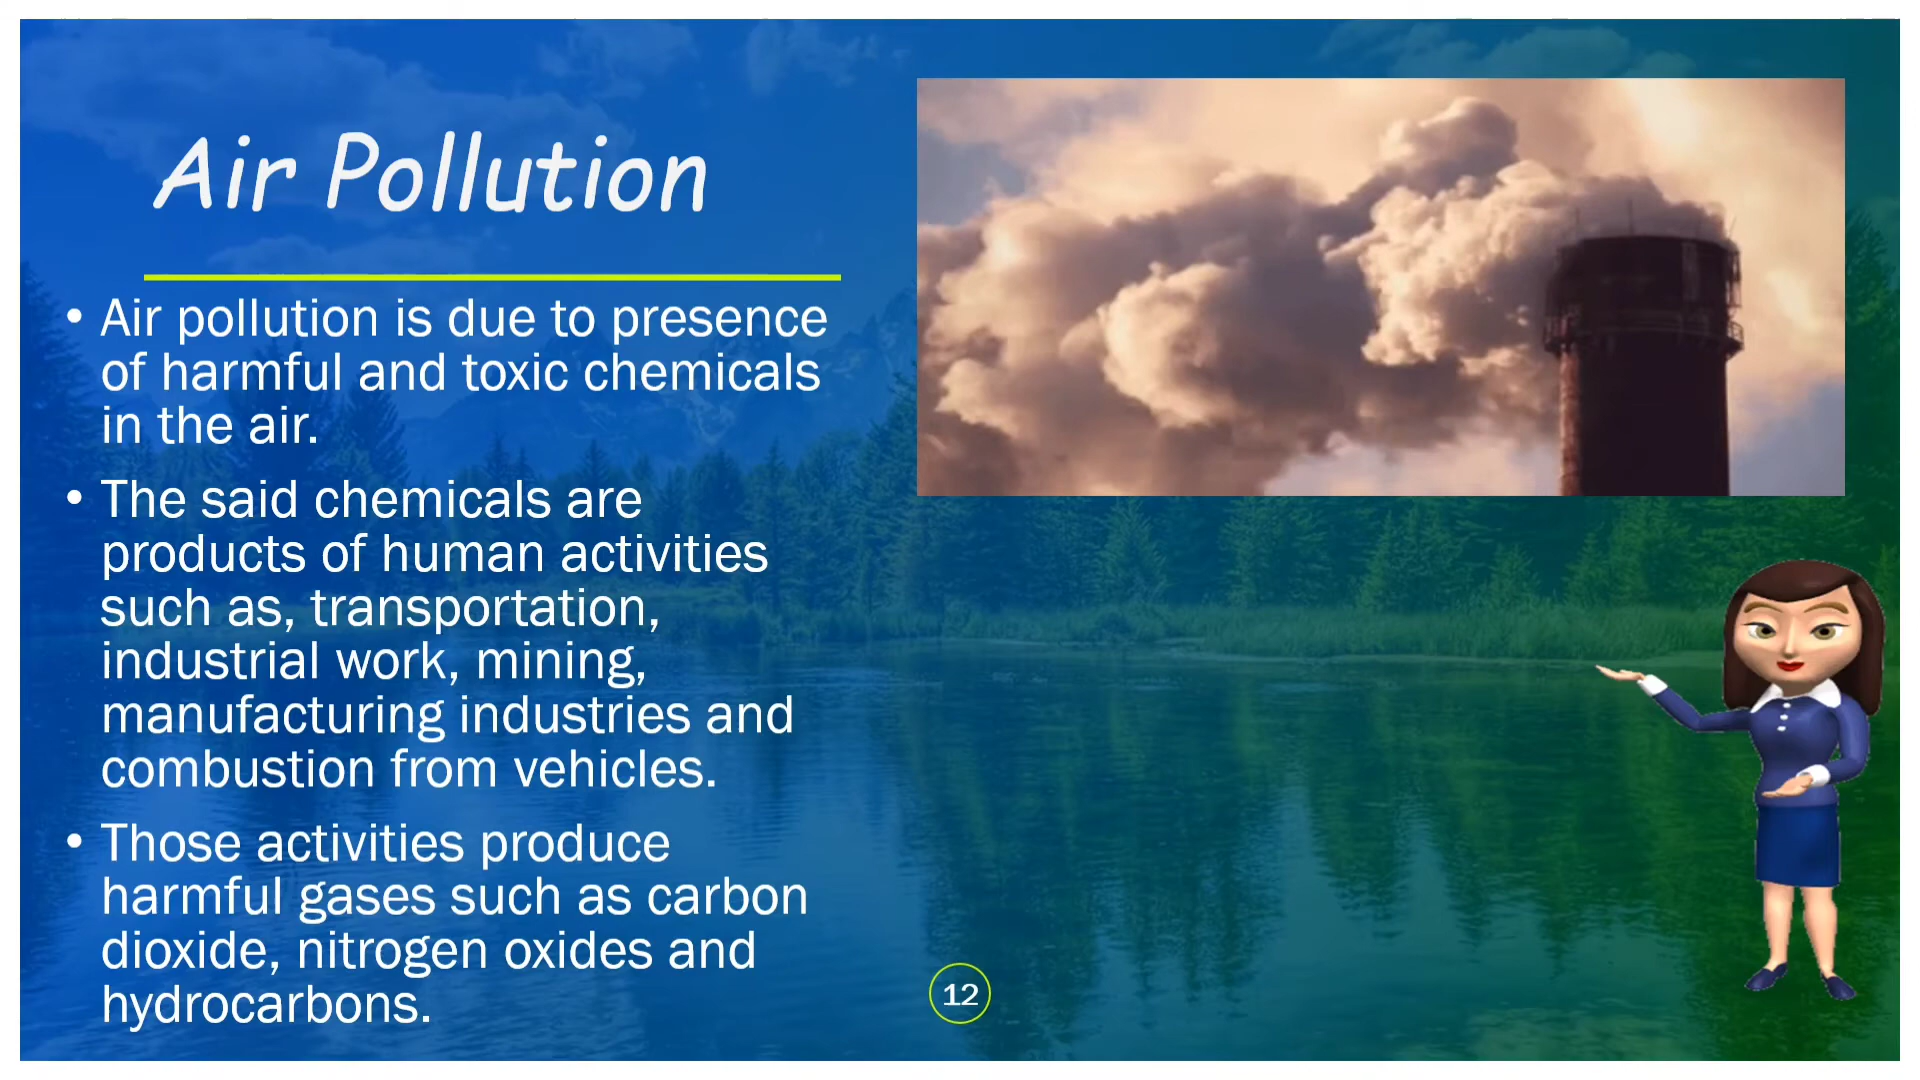 Air Pollution
• Air pollution is due to presence
of harmful and toxic chemicals
in the air.
• The said chemicals are
products of human activities
such as, transportation,
industrial work, mining,
manufacturing industries and
combustion from vehicles.
• Those activities produce
harmful gases such as carbon
dioxide, nitrogen oxides and
hydrocarbons.
12